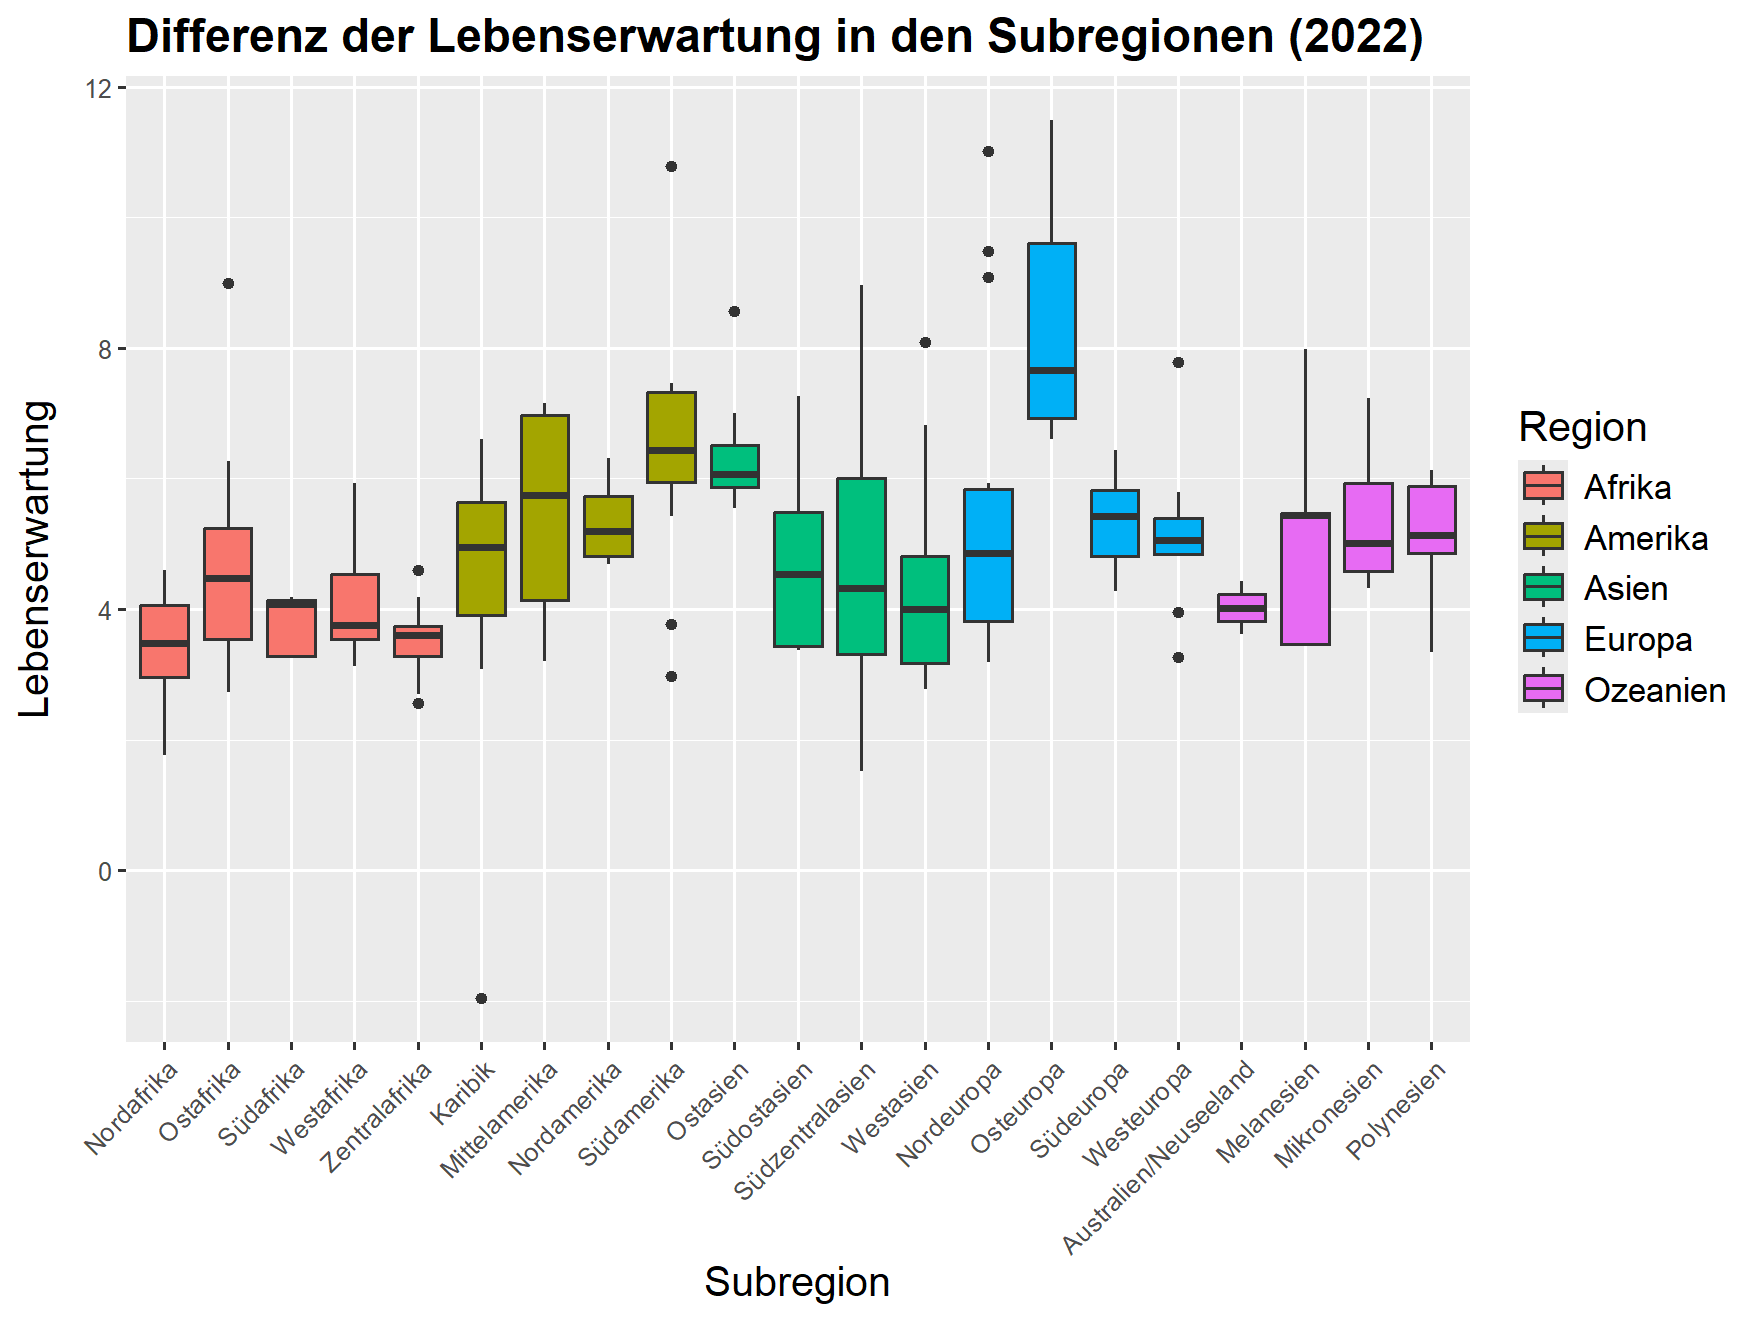 Differenz der Lebenserwartung in den Subregionen (2022)
12
8
4
0
Lebenserwartung
Nordafrika
Ostafrika
Südafrika
Westafrika
Zentralafrika
Karibik
Mittelamerika
Nordamerika
Südamerika
Ostasien
Südostasien
Südzentralasien
Westasien
Nordeuropa
Osteuropa
Südeuropa
Westeuropa
Australien/Neuseeland
Melanesien
Mikronesien
Polynesien
Subregion
Region
Afrika
Amerika
Asien
Europa
Ozeanien